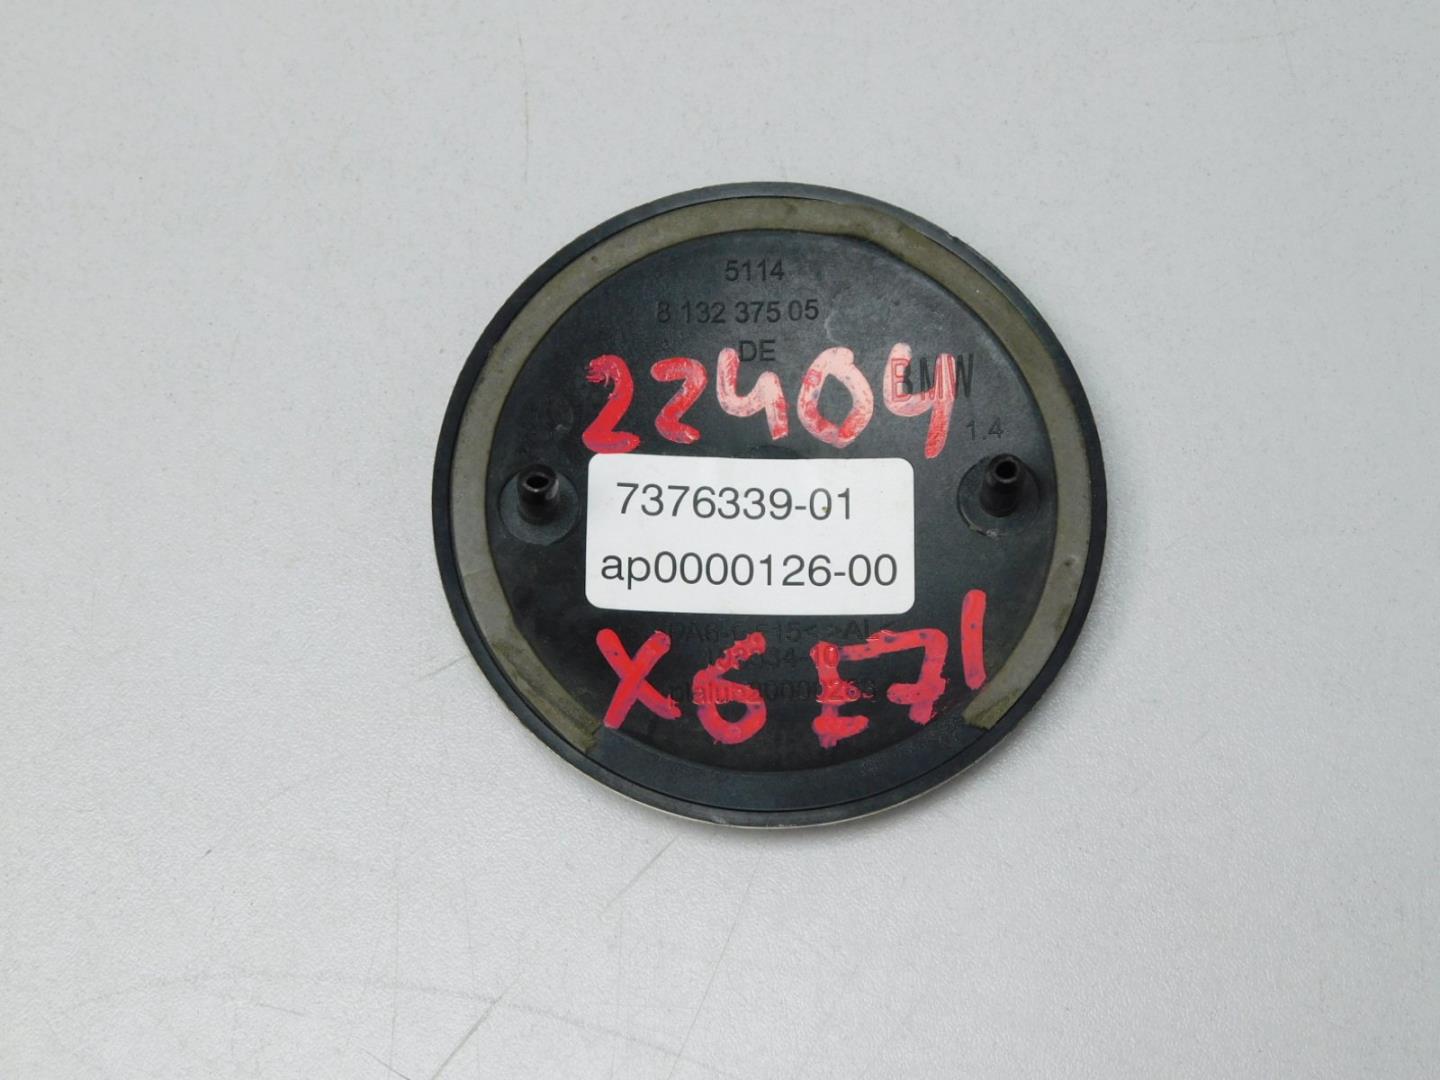 5114
8 132 375 05
DE
BMW
22404
1.4
7376339-01
ap0000126-00
X6 E71